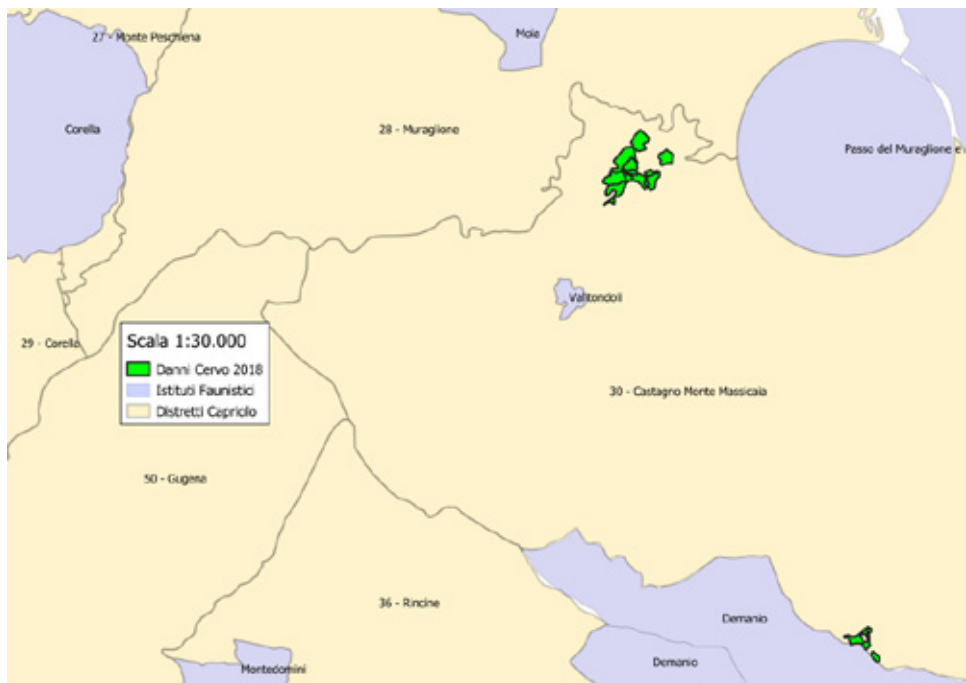 27 - Monte Peschiena
Moia
Corella
28 - Muraglione
Passo del Muraglione e
Valitondoli
29 - Corella
Scala 1:30.000
Danni Cervo 2018
Istituti Faunistici
Distretti Capriolo
30 - Castagno Monte Massicaia
50 - Gugena
36 - Rincine
Demanio
Demanio
Montedomini